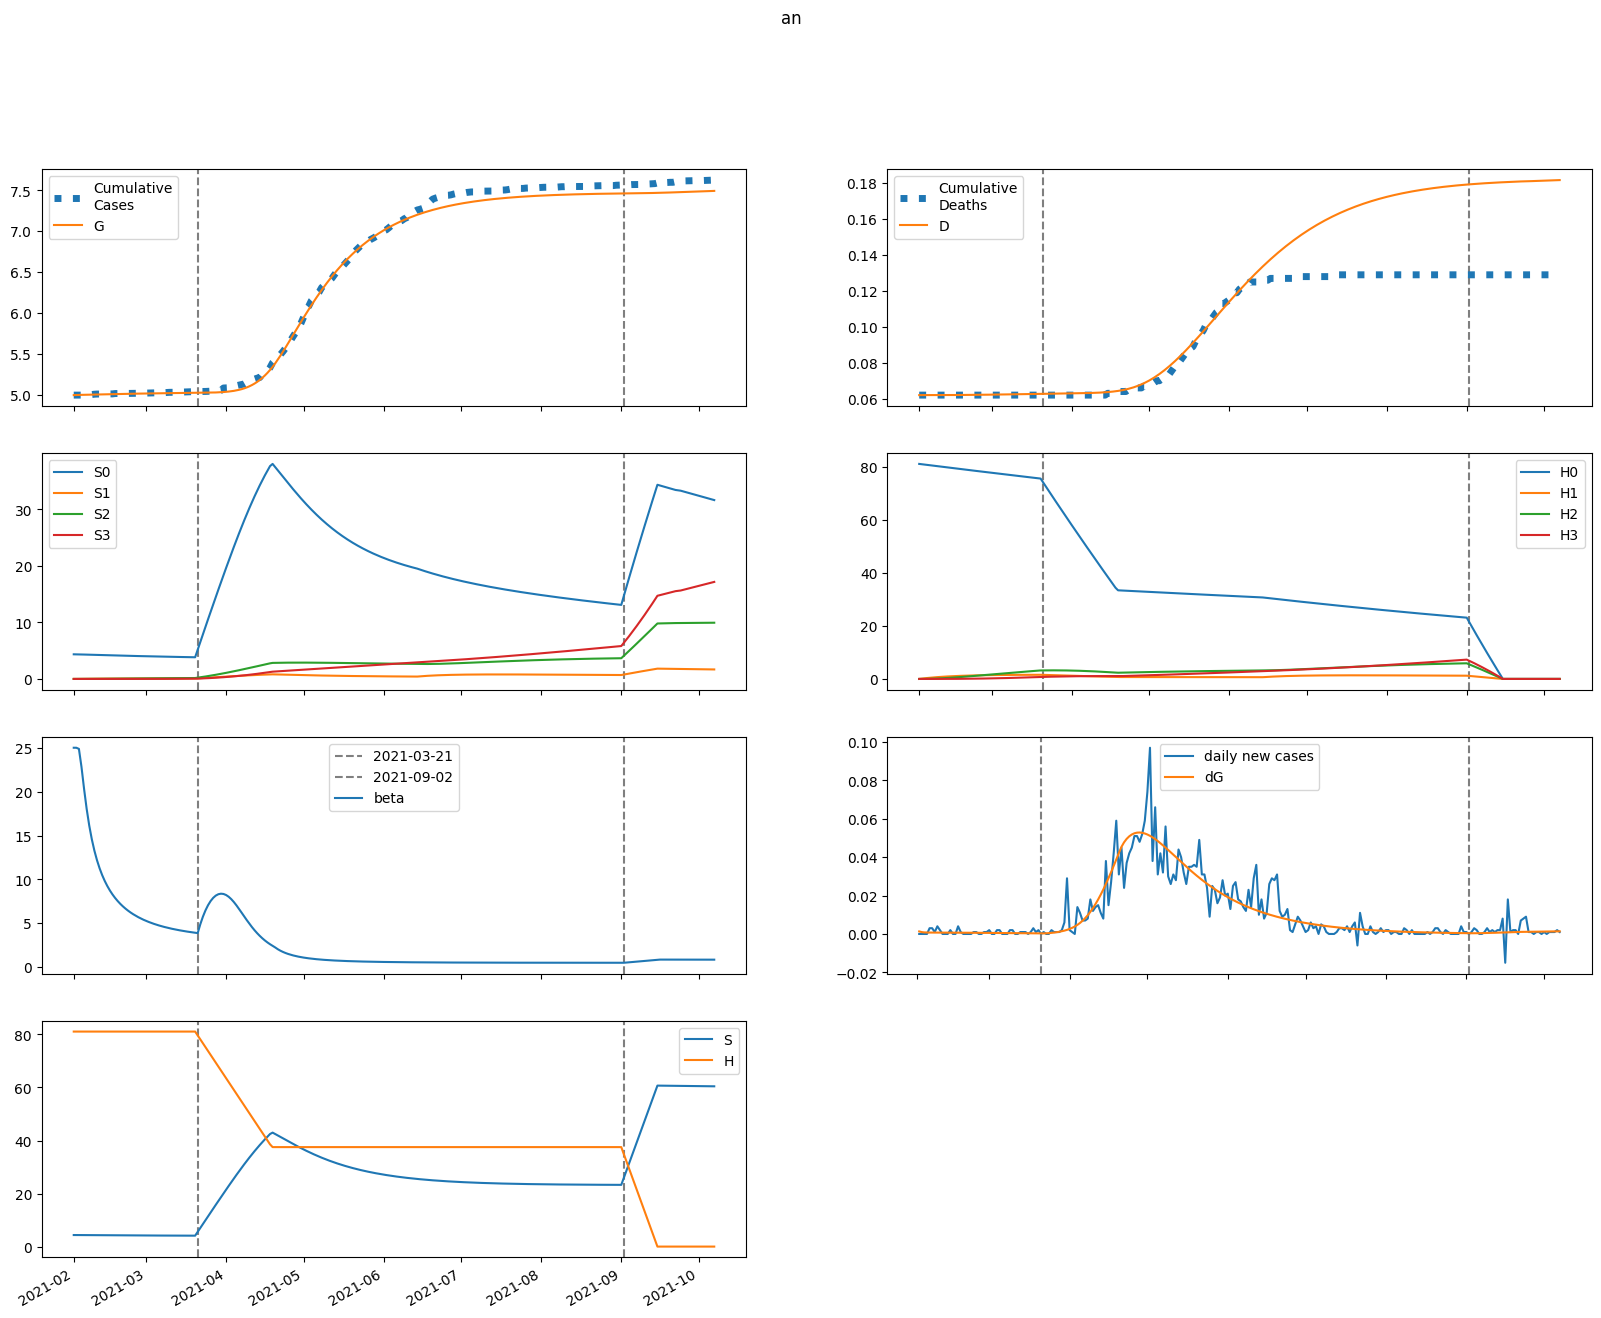 an
Cumulative
Cases
G
7.5
7.0
6.5
6.0
5.5
5.0
Cumulative
Deaths
D
0.18
0.16
0.14
0.12
0.10
0.08
0.06
S0
S1
S2
S3
30
20
10
0
H0
H1
H2
H3
80
60
40
20
0
2021-03-21
2021-09-02
beta
25
20
15
10
5
0
daily new cases
dG
0.10
0.08
0.06
0.04
0.02
0.00
−0.02
S
H
80
60
40
20
0
2021-02
2021-03
2021-04
2021-05
2021-06
2021-07
2021-08
2021-09
2021-10